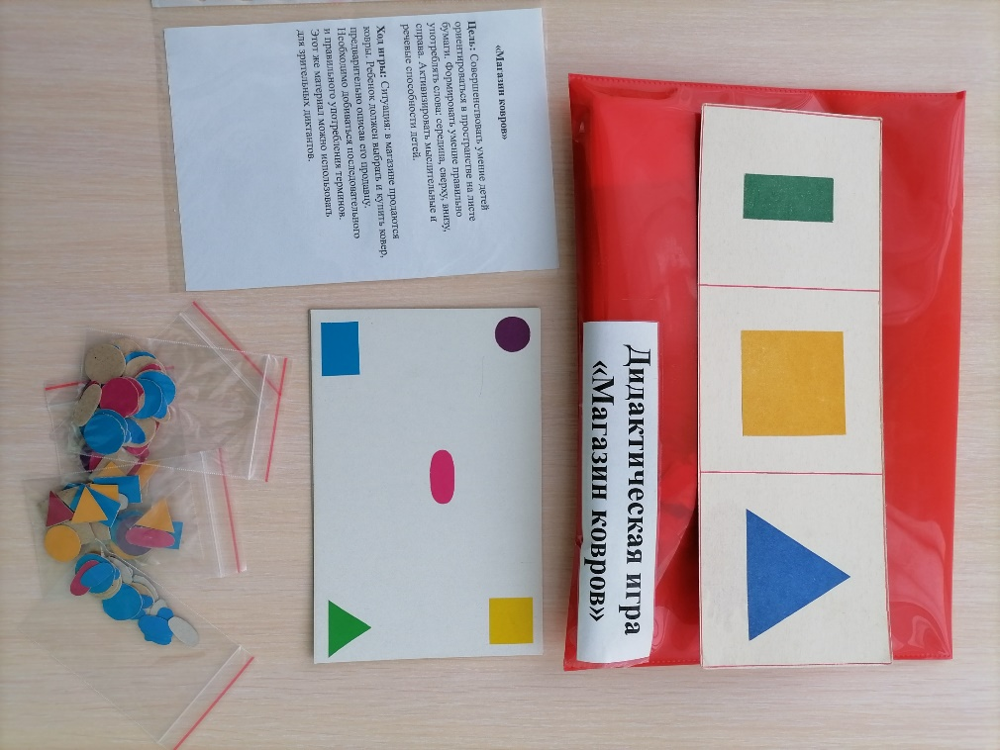 «Магазин ковров»
Цель: Совершенствовать умение детей
ориентироваться в пространстве на листе
бумаги. Формировать умение правильно
употреблять слова: середина, сверху, внизу,
справа. Активизировать мыслительные и
речевые способности детей.
Ход игры: Ситуация: в магазине продаются
ковры. Ребенок должен выбрать и купить ковер,
предварительно описав его продавцу.
Необходимо добиваться последовательного
и правильного употребления терминов.
Этот же материал можно использовать
для зрительных диктантов.
Дидактическая игра
«Магазин ковров»